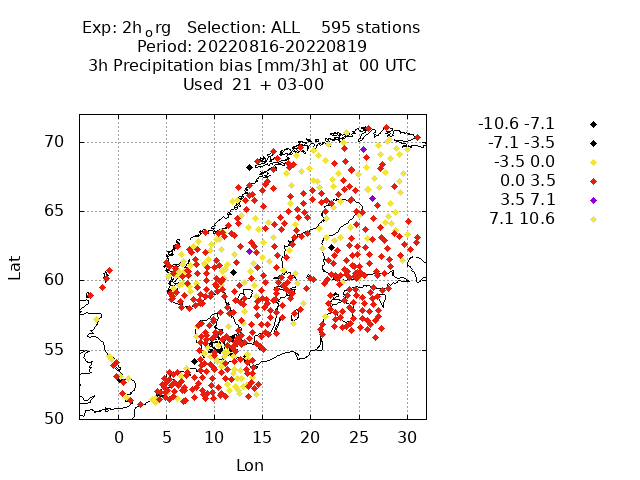 Exp: 2h_org Selection: ALL 595 stations
Period: 20220816-20220819
3h Precipitation bias [mm/3h] at 00 UTC
Used 21 + 03-00
-10.6 -7.1
-7.1 -3.5
-3.5 0.0
0.0 3.5
3.5 7.1
7.1 10.6
Lat
70
65
60
55
50
0 5 10 15 20 25 30
Lon